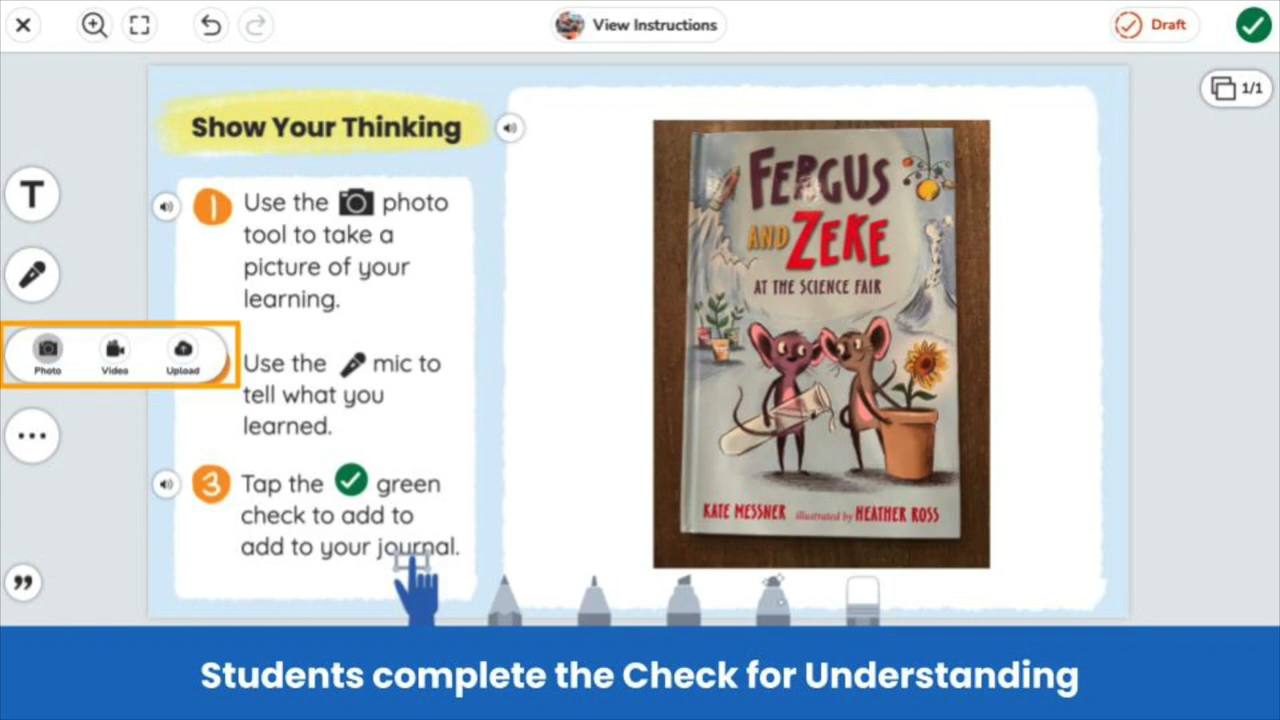 View Instructions
Draft
1/1
Show Your Thinking
1
Use the photo
tool to take a
picture of your
learning.
T
Photo Video Upload
Use the mic to
tell what you
learned.
3
Tap the green
check to add to
add to your journal.
FERGUS
AND ZEKE
AT THE SCIENCE FAIR
KATE MESSNER illustrated by HEATHER ROSS
Students complete the Check for Understanding